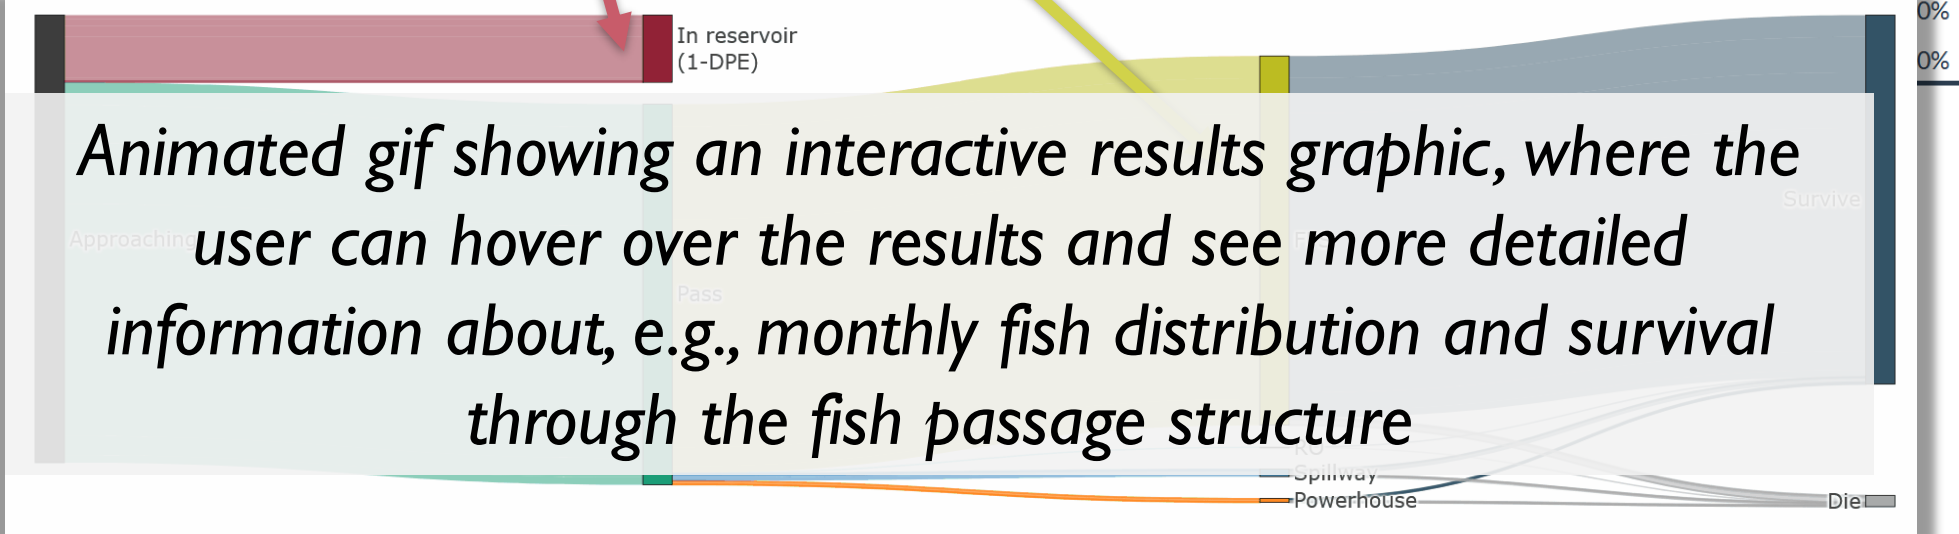 0%
In reservoir
(1-DPE)
0%
Animated gif showing an interactive results graphic, where the
Survive
Approaching
user can hover over the results and see more detailed
Pass
information about, e.g., monthly fish distribution and survival
through the fish passage structure
RO
Spillway
Powerhouse
Die